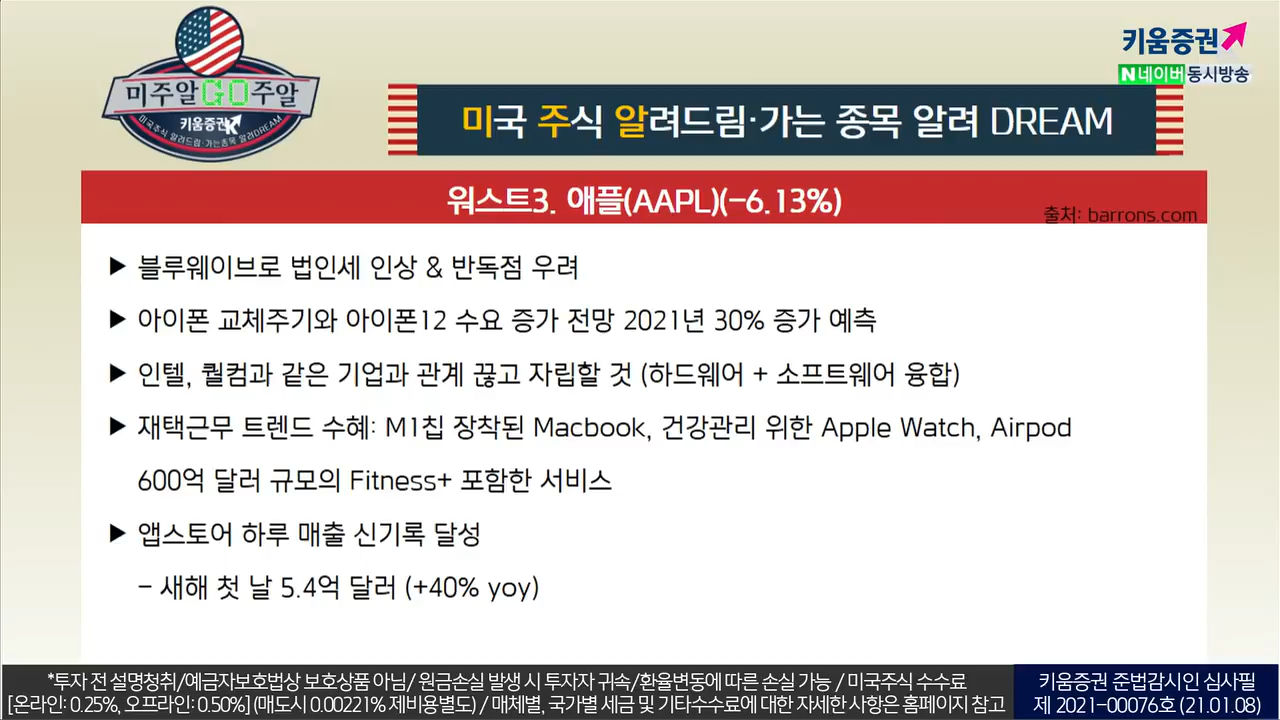 미주알GO주알
키움증권
미국주식 알려드림·가는종목 알려DREAM
키움증권
N네이버 동시방송
미국 주식 알려드림·가는 종목 알려 DREAM
워스트3. 애플(AAPL)(-6.13%)
출처: barrons.com
▶ 블루웨이브로 법인세 인상 & 반독점 우려
▶ 아이폰 교체주기와 아이폰12 수요 증가 전망 2021년 30% 증가 예측
▶ 인텔, 퀄컴과 같은 기업과 관계 끊고 자립할 것 (하드웨어 + 소프트웨어 융합)
▶ 재택근무 트렌드 수혜: M1칩 장착된 Macbook, 건강관리 위한 Apple Watch, Airpod
600억 달러 규모의 Fitness+ 포함한 서비스
▶ 앱스토어 하루 매출 신기록 달성
- 새해 첫 날 5.4억 달러 (+40% yoy)
*투자 전 설명청취/예금자보호법상 보호상품 아님/ 원금손실 발생 시 투자자 귀속/환율변동에 따른 손실 가능 / 미국주식 수수료
[온라인: 0.25%, 오프라인: 0.50%] (매도시 0.00221% 제비용별도) / 매체별, 국가별 세금 및 기타수수료에 대한 자세한 사항은 홈페이지 참고
키움증권 준법감시인 심사필
제 2021-00076호 (21.01.08)